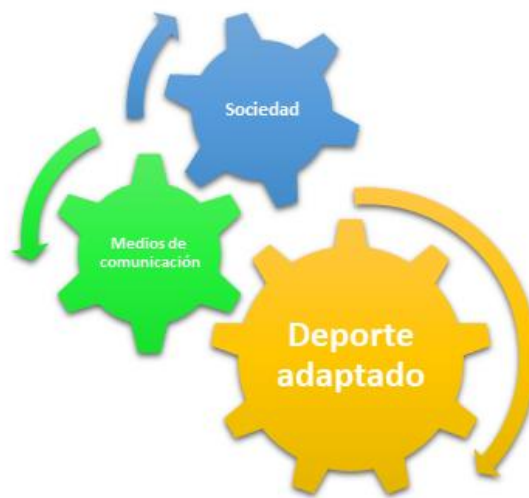 Sociedad
Medios de
comunicación
Deporte
adaptado